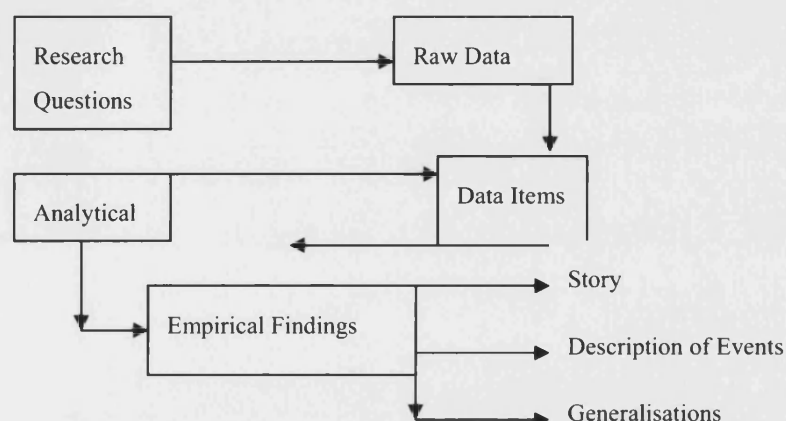 Research
Questions
Raw Data
Analytical
Data Items
Empirical Findings
Story
Description of Events
Generalisations